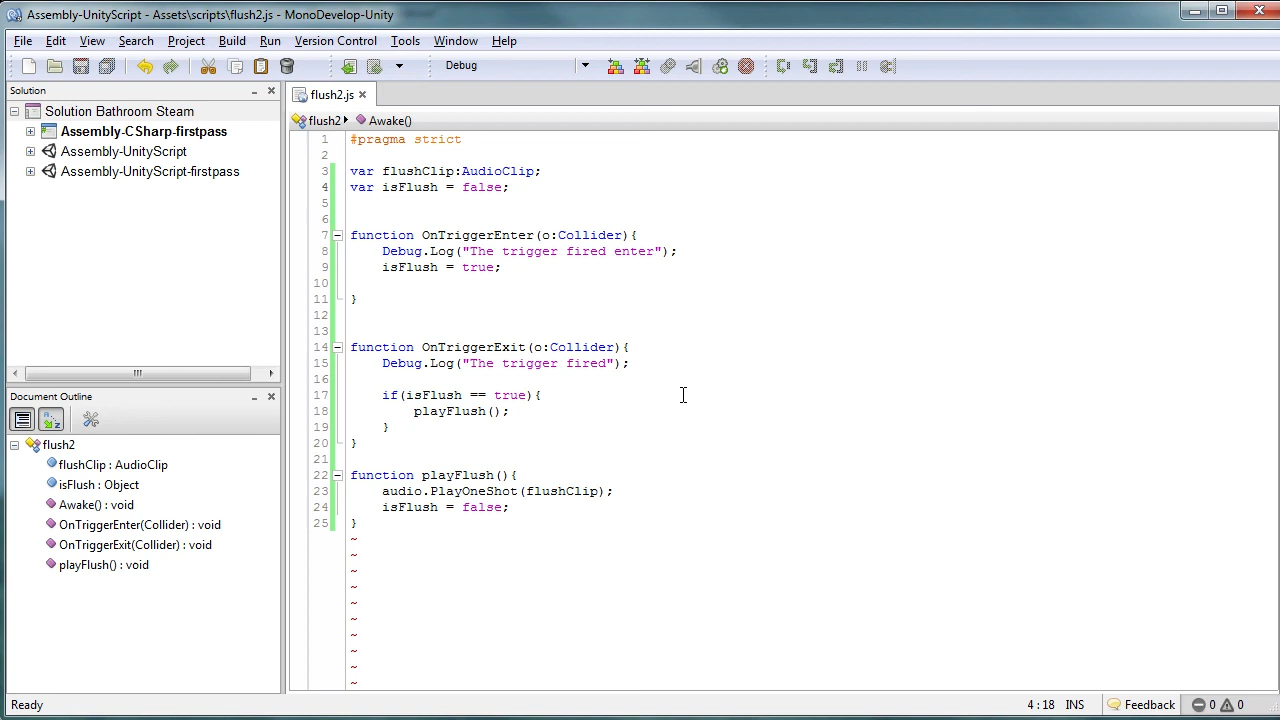 Assembly-UnityScript - Assets\scripts\flush2.js - MonoDevelop-Unity
File Edit View Search Project Build Run Version Control Tools Window Help
Debug
Solution
Solution Bathroom Steam
Assembly-CSharp-firstpass
Assembly-UnityScript
Assembly-UnityScript-firstpass
Document Outline
flush2
flushClip : AudioClip
isFlush : Object
Awake() : void
OnTriggerEnter(Collider) : void
OnTriggerExit(Collider) : void
playFlush() : void
flush2.js
flush2 Awake()
1 #pragma strict
2
3 var flushClip:AudioClip;
4 var isFlush = false;
5
6
7 function OnTriggerEnter(o:Collider){
8 Debug.Log("The trigger fired enter");
9 isFlush = true;
10
11 }
12
13
14 function OnTriggerExit(o:Collider){
15 Debug.Log("The trigger fired");
16
17 if(isFlush == true){
18 playFlush();
19 }
20 }
21
22 function playFlush(){
23 audio.PlayOneShot(flushClip);
24 isFlush = false;
25 }
~
~
~
~
~
~
~
~
~
~
Ready
4 : 18 INS Feedback 0 0